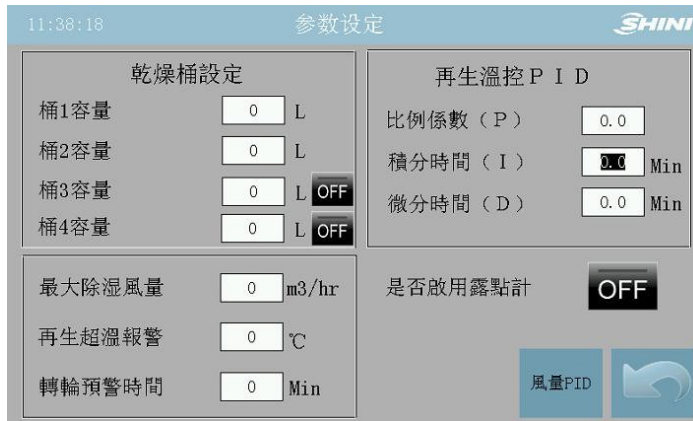 11:38:18 参数设定 SHINI
乾燥桶設定
桶1容量 0 L
桶2容量 0 L
桶3容量 0 L OFF
桶4容量 0 L OFF
再生溫控PID
比例係數（P） 0.0
積分時間（I） 0.0 Min
微分時間（D） 0.0 Min
最大除湿風量 0 m3/hr
再生超溫報警 0 ℃
轉輪預警時間 0 Min
是否啟用露點計 OFF
風量PID